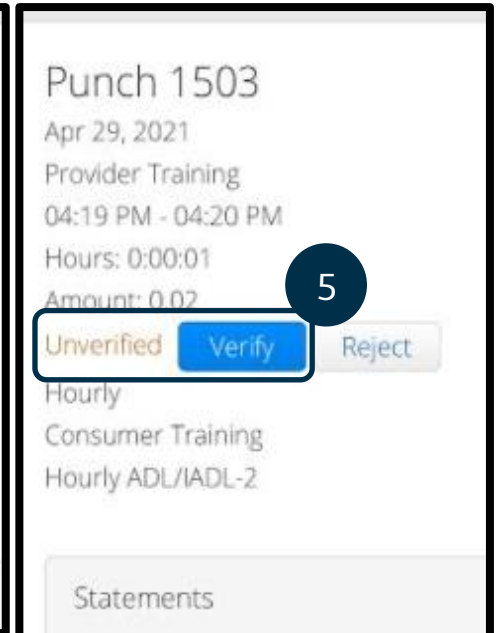 Punch 1503
Apr 29, 2021
Provider Training
04:19 PM - 04:20 PM
Hours: 0:00:01
Amount: 0.02
5
Unverified Verify Reject
Hourly
Consumer Training
Hourly ADL/IADL-2
Statements